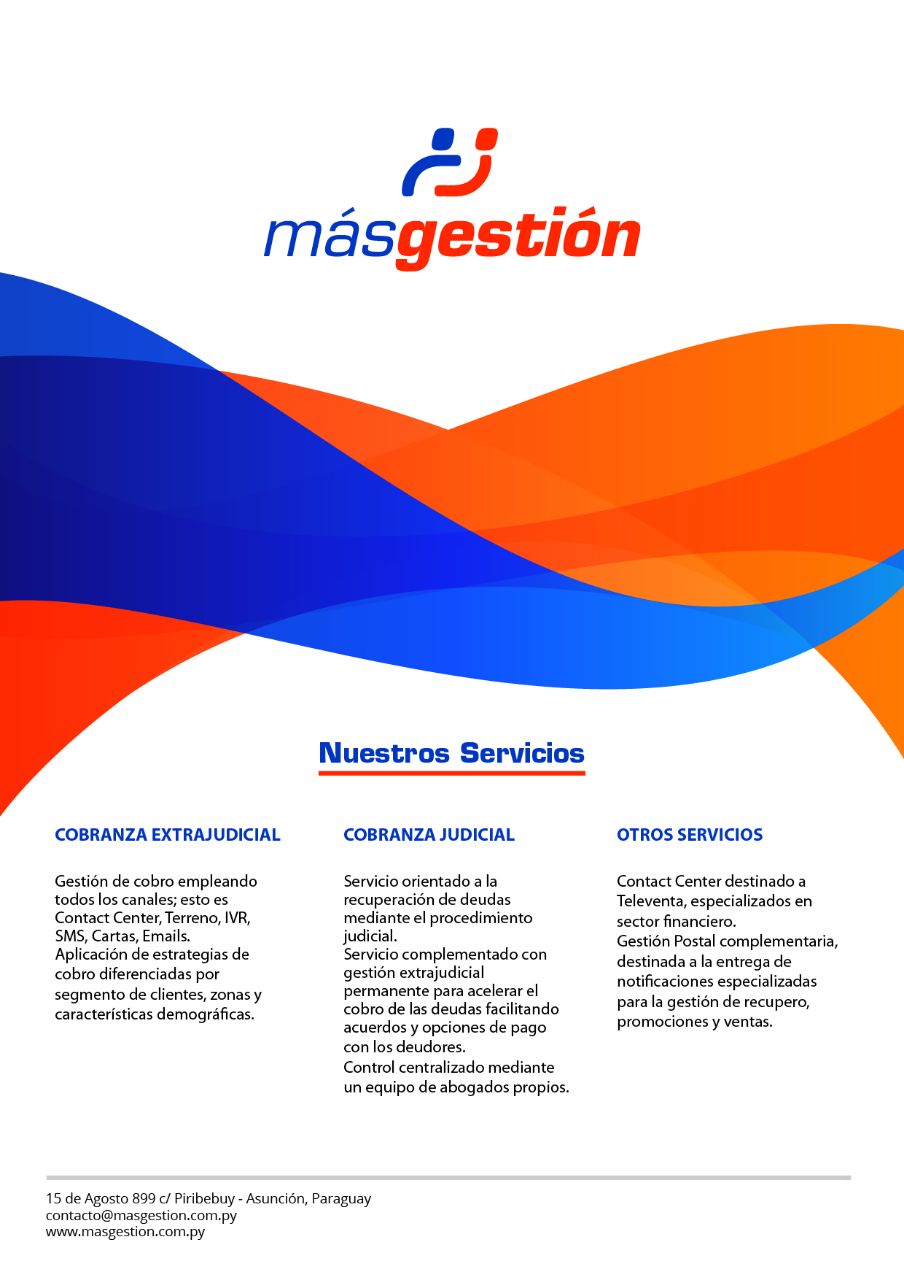 másgestión
Nuestros Servicios
COBRANZA EXTRAJUDICIAL
Gestión de cobro empleando
todos los canales; esto es
Contact Center, Terreno, IVR,
SMS, Cartas, Emails.
Aplicación de estrategias de
cobro diferenciadas por
segmento de clientes, zonas y
características demográficas.
COBRANZA JUDICIAL
Servicio orientado a la
recuperación de deudas
mediante el procedimiento
judicial.
Servicio complementado con
gestión extrajudicial
permanente para acelerar el
cobro de las deudas facilitando
acuerdos y opciones de pago
con los deudores.
Control centralizado mediante
un equipo de abogados propios.
OTROS SERVICIOS
Contact Center destinado a
Televenta, especializados en
sector financiero.
Gestión Postal complementaria,
destinada a la entrega de
notificaciones especializadas
para la gestión de recupero,
promociones y ventas.
15 de Agosto 899 c/ Piribebuy - Asunción, Paraguay
contacto@masgestion.com.py
www.masgestion.com.py